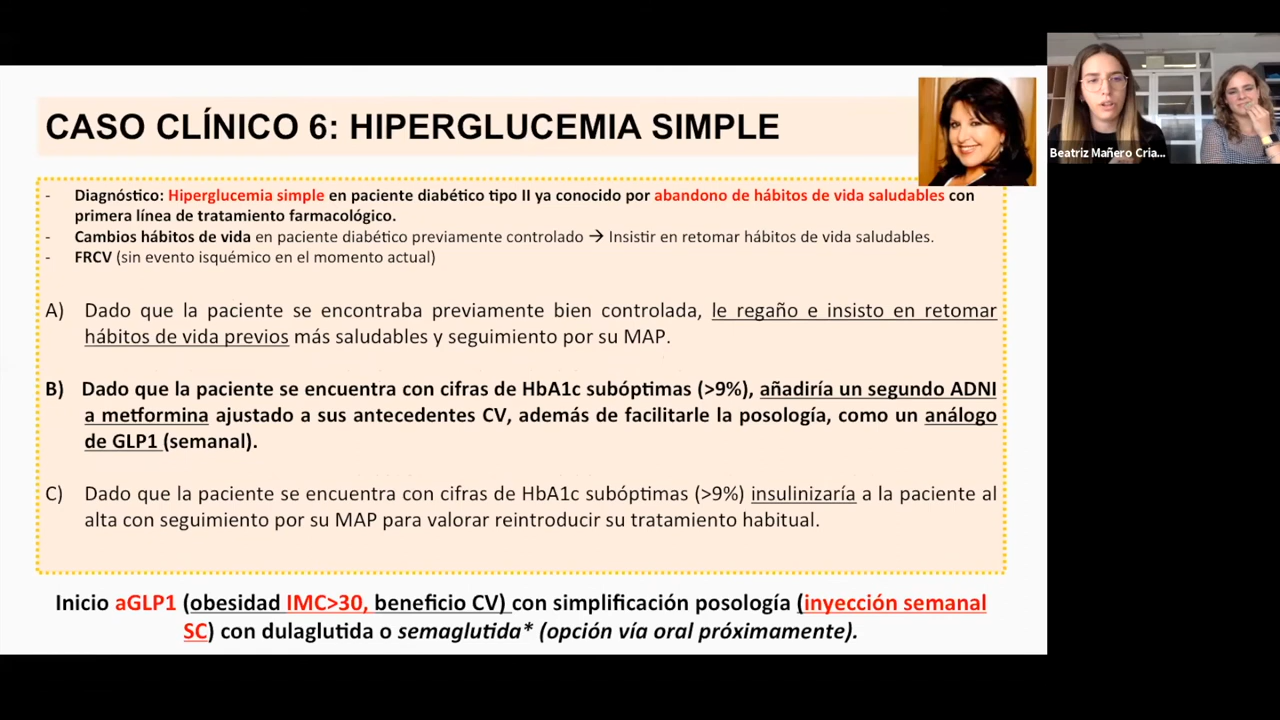 CASO CLÍNICO 6: HIPERGLUCEMIA SIMPLE
Beatriz Mañero Cria...
- Diagnóstico: Hiperglucemia simple en paciente diabético tipo II ya conocido por abandono de hábitos de vida saludables con
primera línea de tratamiento farmacológico.
- Cambios hábitos de vida en paciente diabético previamente controlado → Insistir en retomar hábitos de vida saludables.
- FRCV (sin evento isquémico en el momento actual)
A) Dado que la paciente se encontraba previamente bien controlada, le regaño e insisto en retomar
hábitos de vida previos más saludables y seguimiento por su MAP.
B) Dado que la paciente se encuentra con cifras de HbA1c subóptimas (>9%), añadiría un segundo ADNI
a metformina ajustado a sus antecedentes CV, además de facilitarle la posología, como un análogo
de GLP1 (semanal).
C) Dado que la paciente se encuentra con cifras de HbA1c subóptimas (>9%) insulinizaría a la paciente al
alta con seguimiento por su MAP para valorar reintroducir su tratamiento habitual.
Inicio aGLP1 (obesidad IMC>30, beneficio CV) con simplificación posología (inyección semanal
SC) con dulaglutida o semaglutida* (opción vía oral próximamente).